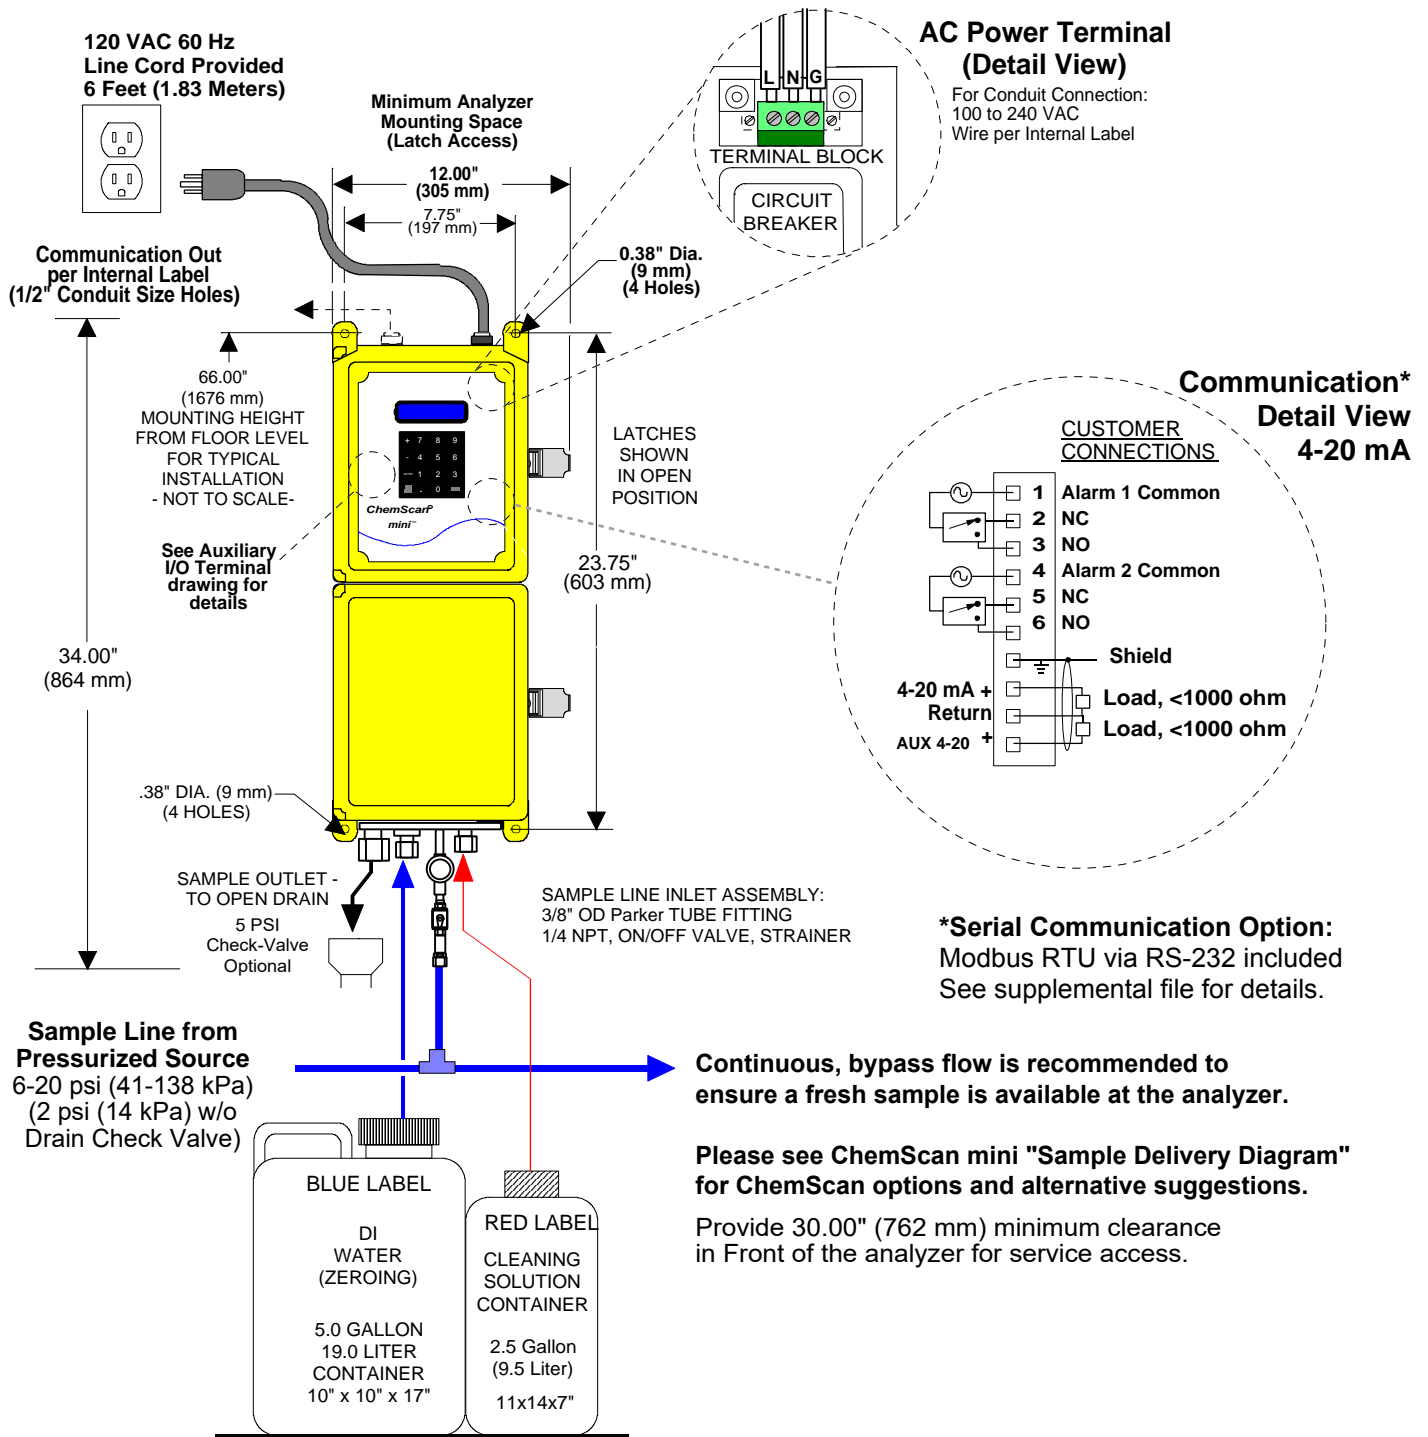 120 VAC 60 Hz
Line Cord Provided
6 Feet (1.83 Meters)
Minimum Analyzer
Mounting Space
(Latch Access)
12.00"
(305 mm)
7.75"
(197 mm)
L N G
TERMINAL BLOCK
CIRCUIT
BREAKER
AC Power Terminal
(Detail View)
For Conduit Connection:
100 to 240 VAC
Wire per Internal Label
Communication Out
per Internal Label
(1/2" Conduit Size Holes)
0.38" Dia.
(9 mm)
(4 Holes)
66.00"
(1676 mm)
MOUNTING HEIGHT
FROM FLOOR LEVEL
FOR TYPICAL
INSTALLATION
- NOT TO SCALE-
+ 7 8 9
- 4 5 6
1 2 3
. 0
ChemScan®
mini™
LATCHES
SHOWN
IN OPEN
POSITION
See Auxiliary
I/O Terminal
drawing for
details
23.75"
(603 mm)
34.00"
(864 mm)
Communication*
Detail View
4-20 mA
CUSTOMER
CONNECTIONS
1 Alarm 1 Common
2 NC
3 NO
4 Alarm 2 Common
5 NC
6 NO
Shield
4-20 mA +
Return
AUX 4-20 +
Load, <1000 ohm
Load, <1000 ohm
.38" DIA. (9 mm)
(4 HOLES)
SAMPLE OUTLET -
TO OPEN DRAIN
5 PSI
Check-Valve
Optional
SAMPLE LINE INLET ASSEMBLY:
3/8" OD Parker TUBE FITTING
1/4 NPT, ON/OFF VALVE, STRAINER
*Serial Communication Option:
Modbus RTU via RS-232 included
See supplemental file for details.
Sample Line from
Pressurized Source
6-20 psi (41-138 kPa)
(2 psi (14 kPa) w/o
Drain Check Valve)
Continuous, bypass flow is recommended to
ensure a fresh sample is available at the analyzer.
Please see ChemScan mini "Sample Delivery Diagram"
for ChemScan options and alternative suggestions.
Provide 30.00" (762 mm) minimum clearance
in Front of the analyzer for service access.
BLUE LABEL
DI
WATER
(ZEROING)
5.0 GALLON
19.0 LITER
CONTAINER
10" x 10" x 17"
RED LABEL
CLEANING
SOLUTION
CONTAINER
2.5 Gallon
(9.5 Liter)
11x14x7"